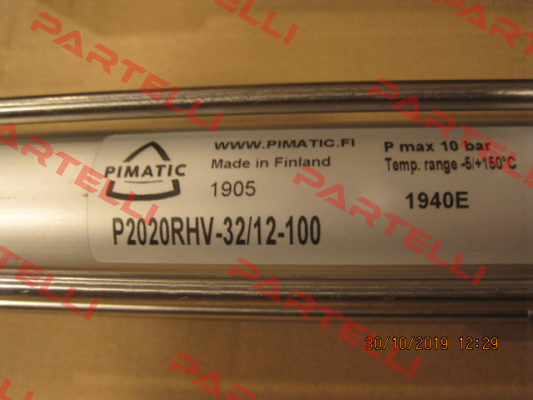 PARTELLI
WWW.PIMATIC.FI
P max 10 bar
PIMATIC
Made in Finland
Temp. range -5/+150°C
1905
1940E
P2020RHV-32/12-100
30/10/2019 12:29